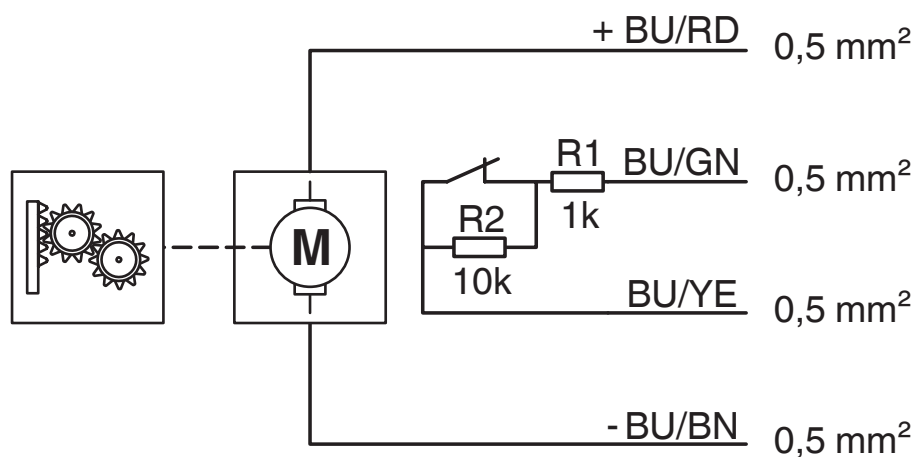 + BU/RD 0,5 mm²
R1 BU/GN 0,5 mm²
1k
R2
10k
M
BU/YE 0,5 mm²
- BU/BN 0,5 mm²